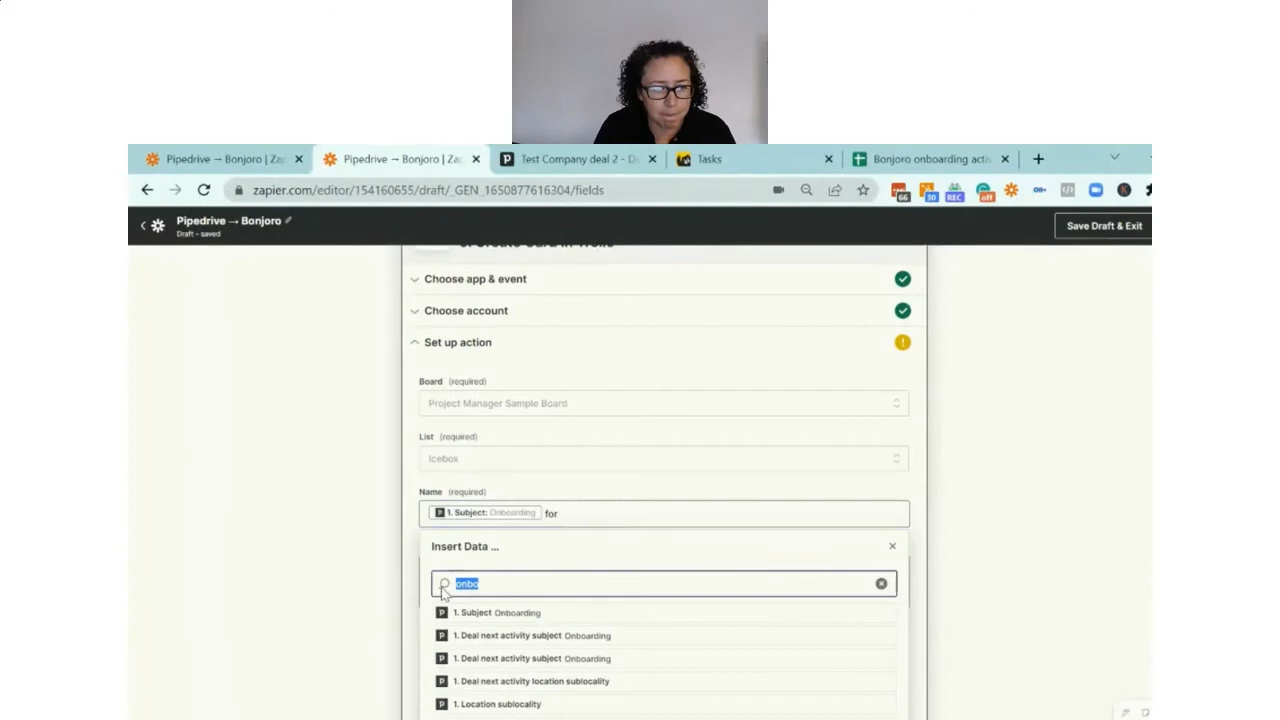 Pipedrive → Bonjoro | Za
Pipedrive → Bonjoro | Za
Test Company deal 2 - D
Tasks
Bonjoro onboarding acti
zapier.com/editor/154160655/draft/_GEN_1650877616304/fields
66
30
REC
off
Pipedrive → Bonjoro
Draft - saved
Save Draft & Exit
Choose app & event
Choose account
Set up action
Board (required)
Project Manager Sample Board
List (required)
Icebox
Name (required)
1. Subject: Onboarding for
Insert Data ...
onbo
1. Subject Onboarding
1. Deal next activity subject Onboarding
1. Deal next activity subject Onboarding
1. Deal next activity location sublocality
1. Location sublocality